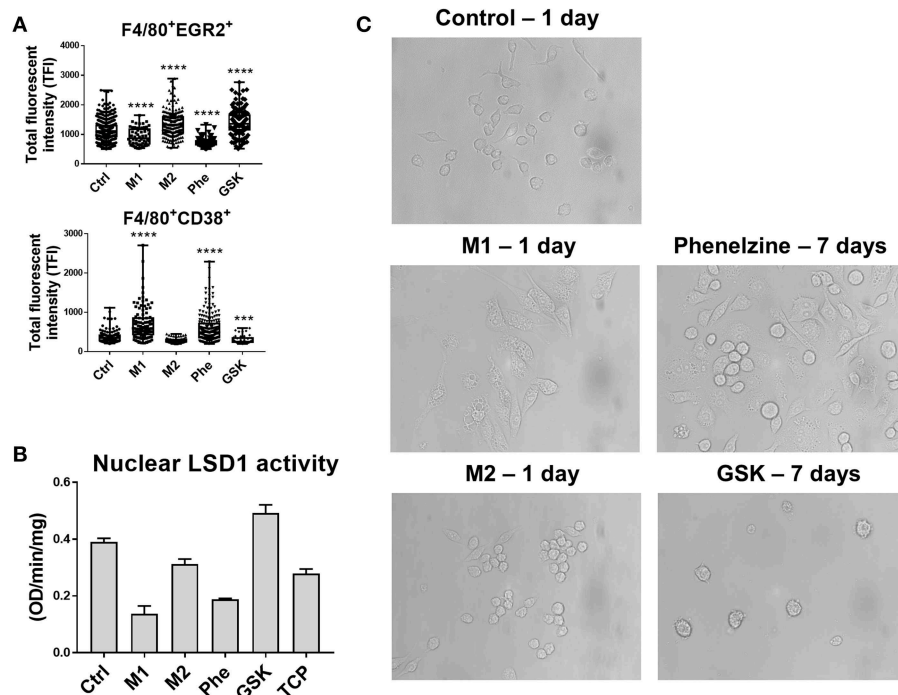 A
F4/80+EGR2+
Total fluorescent
intensity (TFI)
4000
3000
2000
1000
0
****
****
****
****
Ctrl
M1
M2
Phe
GSK
F4/80+CD38+
Total fluorescent
intensity (TFI)
3000
2000
1000
0
****
****
***
Ctrl
M1
M2
Phe
GSK
B
Nuclear LSD1 activity
(OD/min/mg)
0.6
0.4
0.2
0.0
Ctrl
M1
M2
Phe
GSK
TCP
C
Control – 1 day
M1 – 1 day
Phenelzine – 7 days
M2 – 1 day
GSK – 7 days